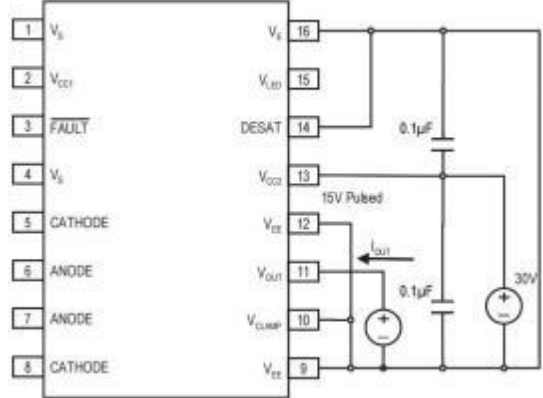 1 VS VE 16
2 VCC1 VLED 15
3 FAULT DESAT 14
0.1µF
4 VS VCC2 13
15V Pulsed
5 CATHODE VEE 12
IOUT
6 ANODE VOUT 11
30V
0.1µF
+
+
7 ANODE VCLAMP 10
–
–
8 CATHODE VEE 9